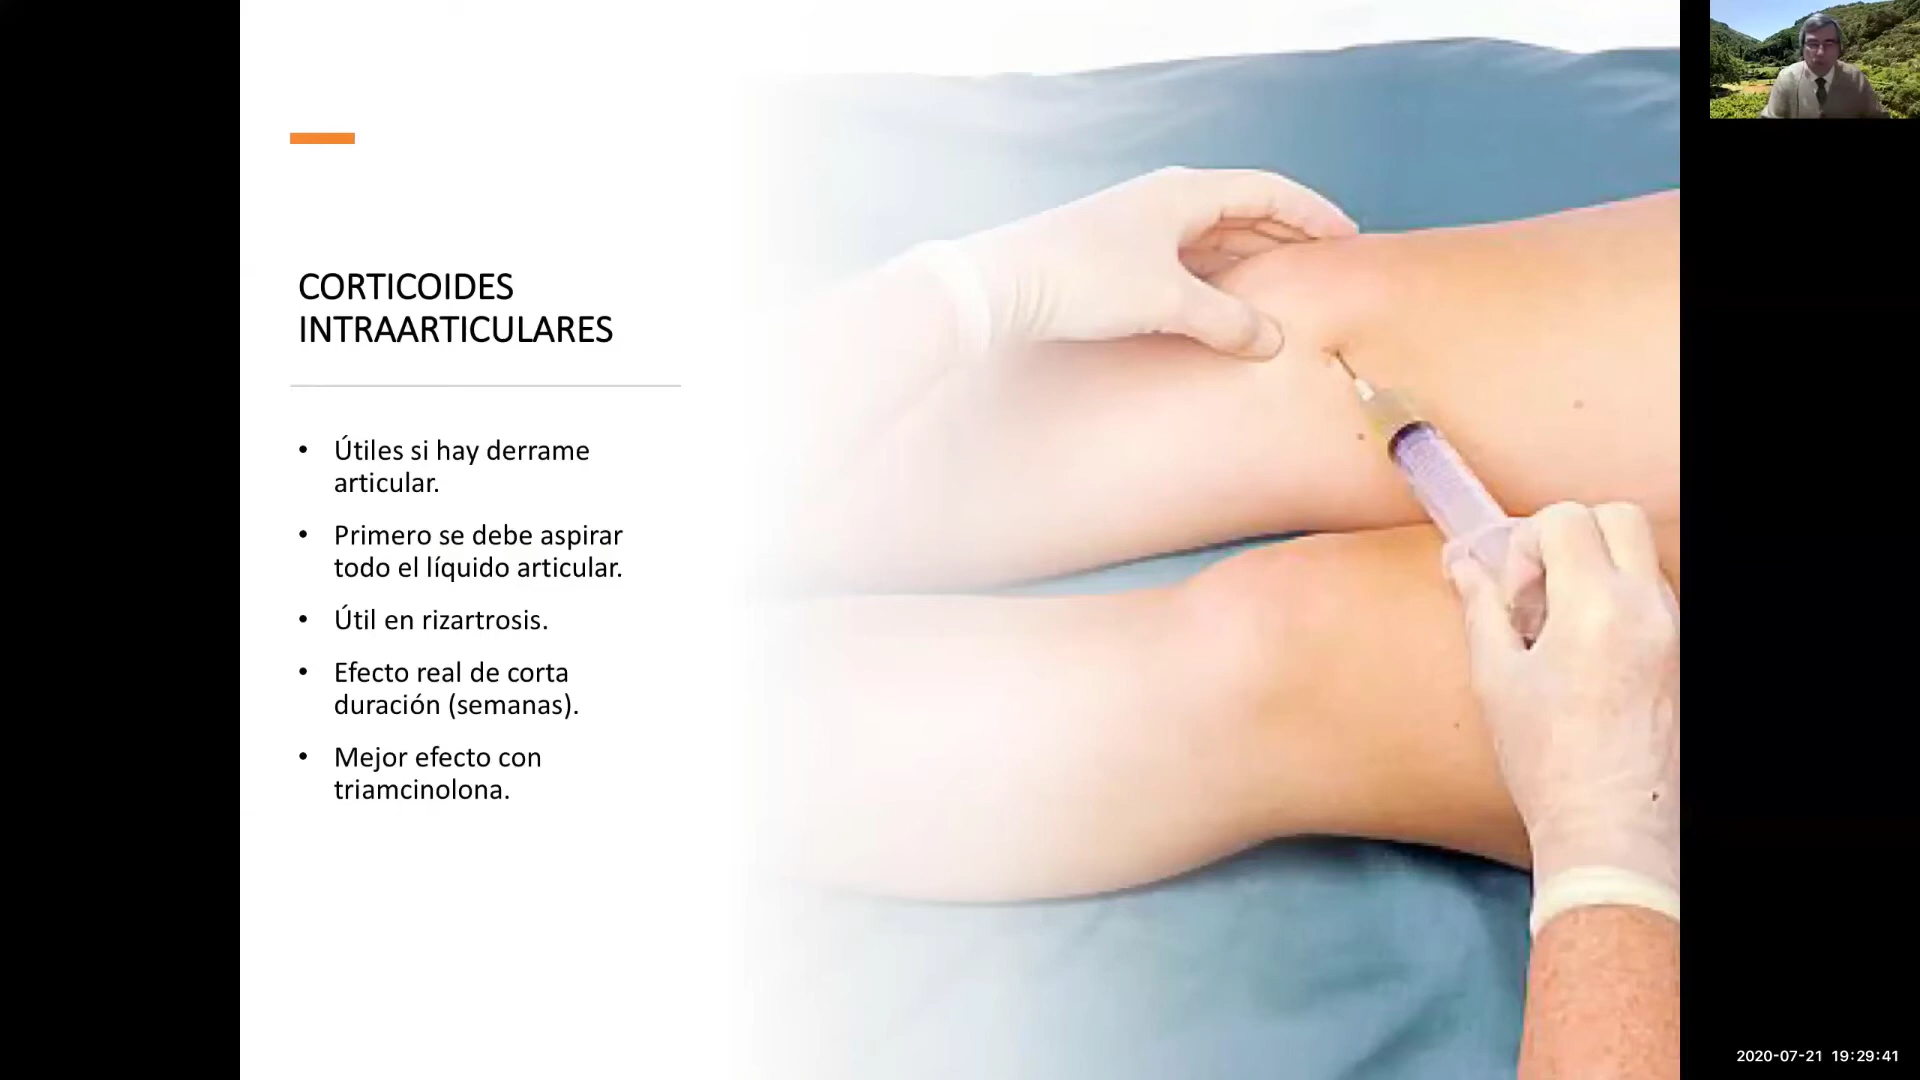 CORTICOIDES
INTRAARTICULARES
• Útiles si hay derrame
articular.
• Primero se debe aspirar
todo el líquido articular.
• Útil en rizartrosis.
• Efecto real de corta
duración (semanas).
• Mejor efecto con
triamcinolona.
2020-07-21 19:29:41